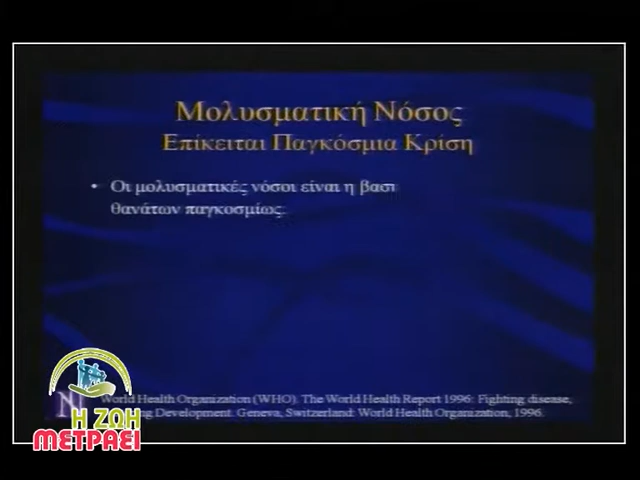 Μολυσματική Νόσος
Επίκειται Παγκόσμια Κρίση
• Οι μολυσματικές νόσοι είναι η βασι
θανάτων παγκοσμίως.
World Health Organization (WHO). The World Health Report 1996: Fighting disease,
Development. Geneva, Switzerland: World Health Organization, 1996.
N
Η ΖΩΗ
ΜΕΤΡΑΕΙ